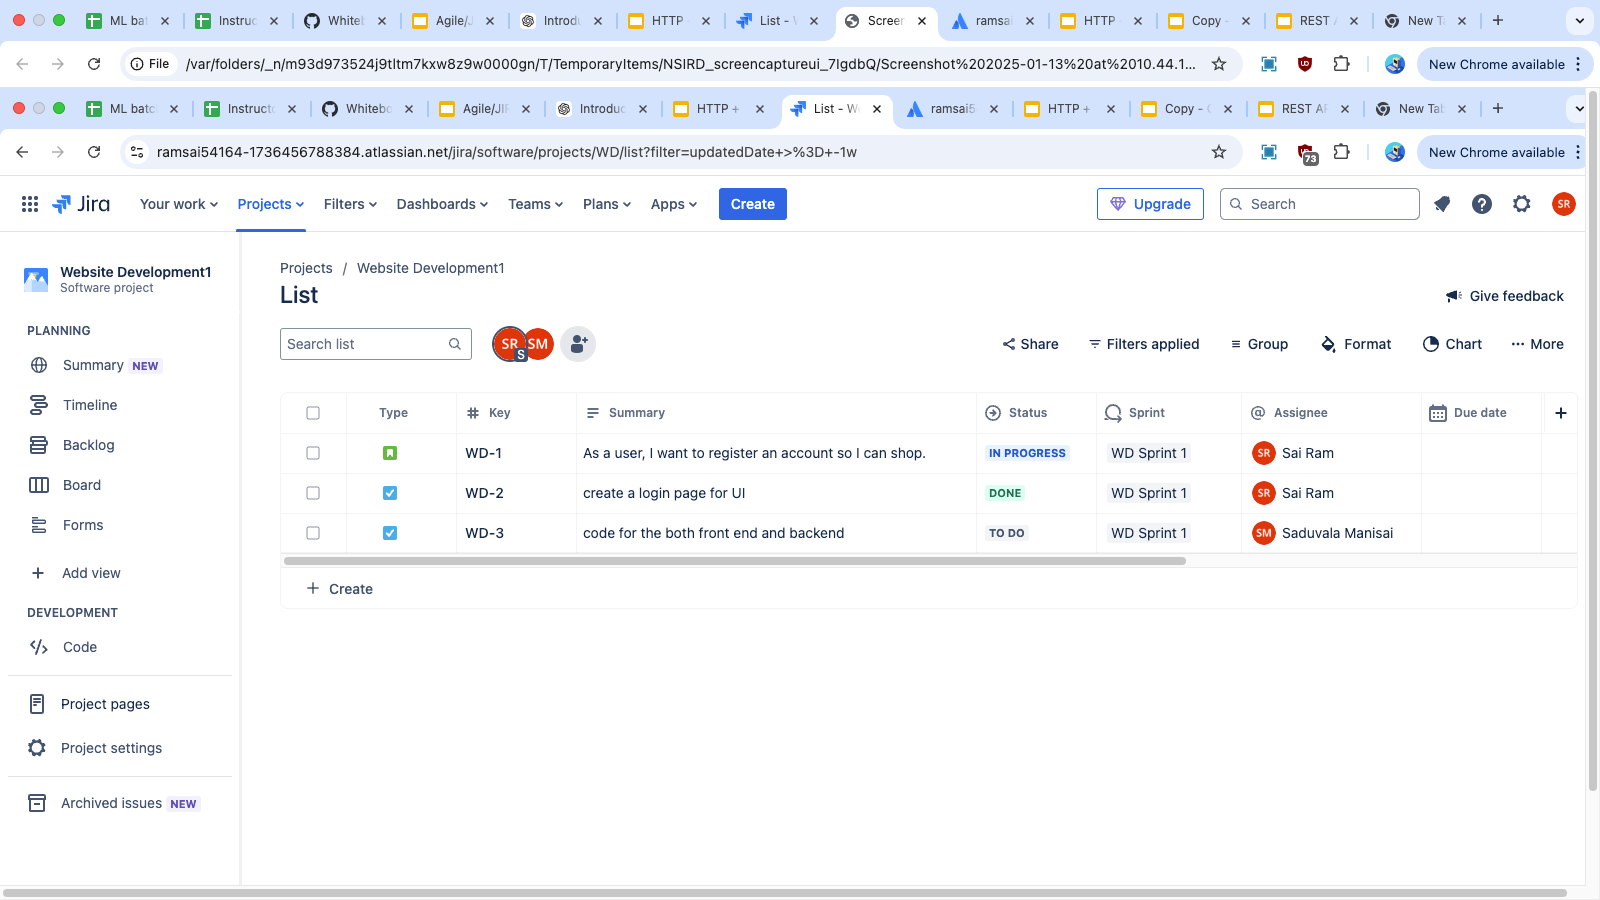 ML batc Instruc Whiteb Agile/J Introdu HTTP List - Screen ramsai HTTP - Copy - REST A New Ta
File /var/folders/_n/m93d973524j9tltm7kxw8z9w0000gn/T/TemporaryItems/NSIRD_screencaptureui_7IgdbQ/Screenshot%202025-01-13%20at%2010.44.1... New Chrome available
ML batc Instructo Whitebo Agile/JIR Introduc HTTP + List - We ramsai5 HTTP + Copy - REST AP New Tab
ramsai54164-1736456788384.atlassian.net/jira/software/projects/WD/list?filter=updatedDate+>%3D+-1w 73 New Chrome available
Jira Your work Projects Filters Dashboards Teams Plans Apps Create Upgrade Search SR
Website Development1
Software project
PLANNING
Summary NEW
Timeline
Backlog
Board
Forms
Add view
DEVELOPMENT
Code
Project pages
Project settings
Archived issues NEW
Projects / Website Development1
List
Give feedback
Search list SR S SM Share Filters applied Group Format Chart More
Type Key Summary Status Sprint Assignee Due date
WD-1 As a user, I want to register an account so I can shop. IN PROGRESS WD Sprint 1 SR Sai Ram
WD-2 create a login page for UI DONE WD Sprint 1 SR Sai Ram
WD-3 code for the both front end and backend TO DO WD Sprint 1 SM Saduvala Manisai
Create